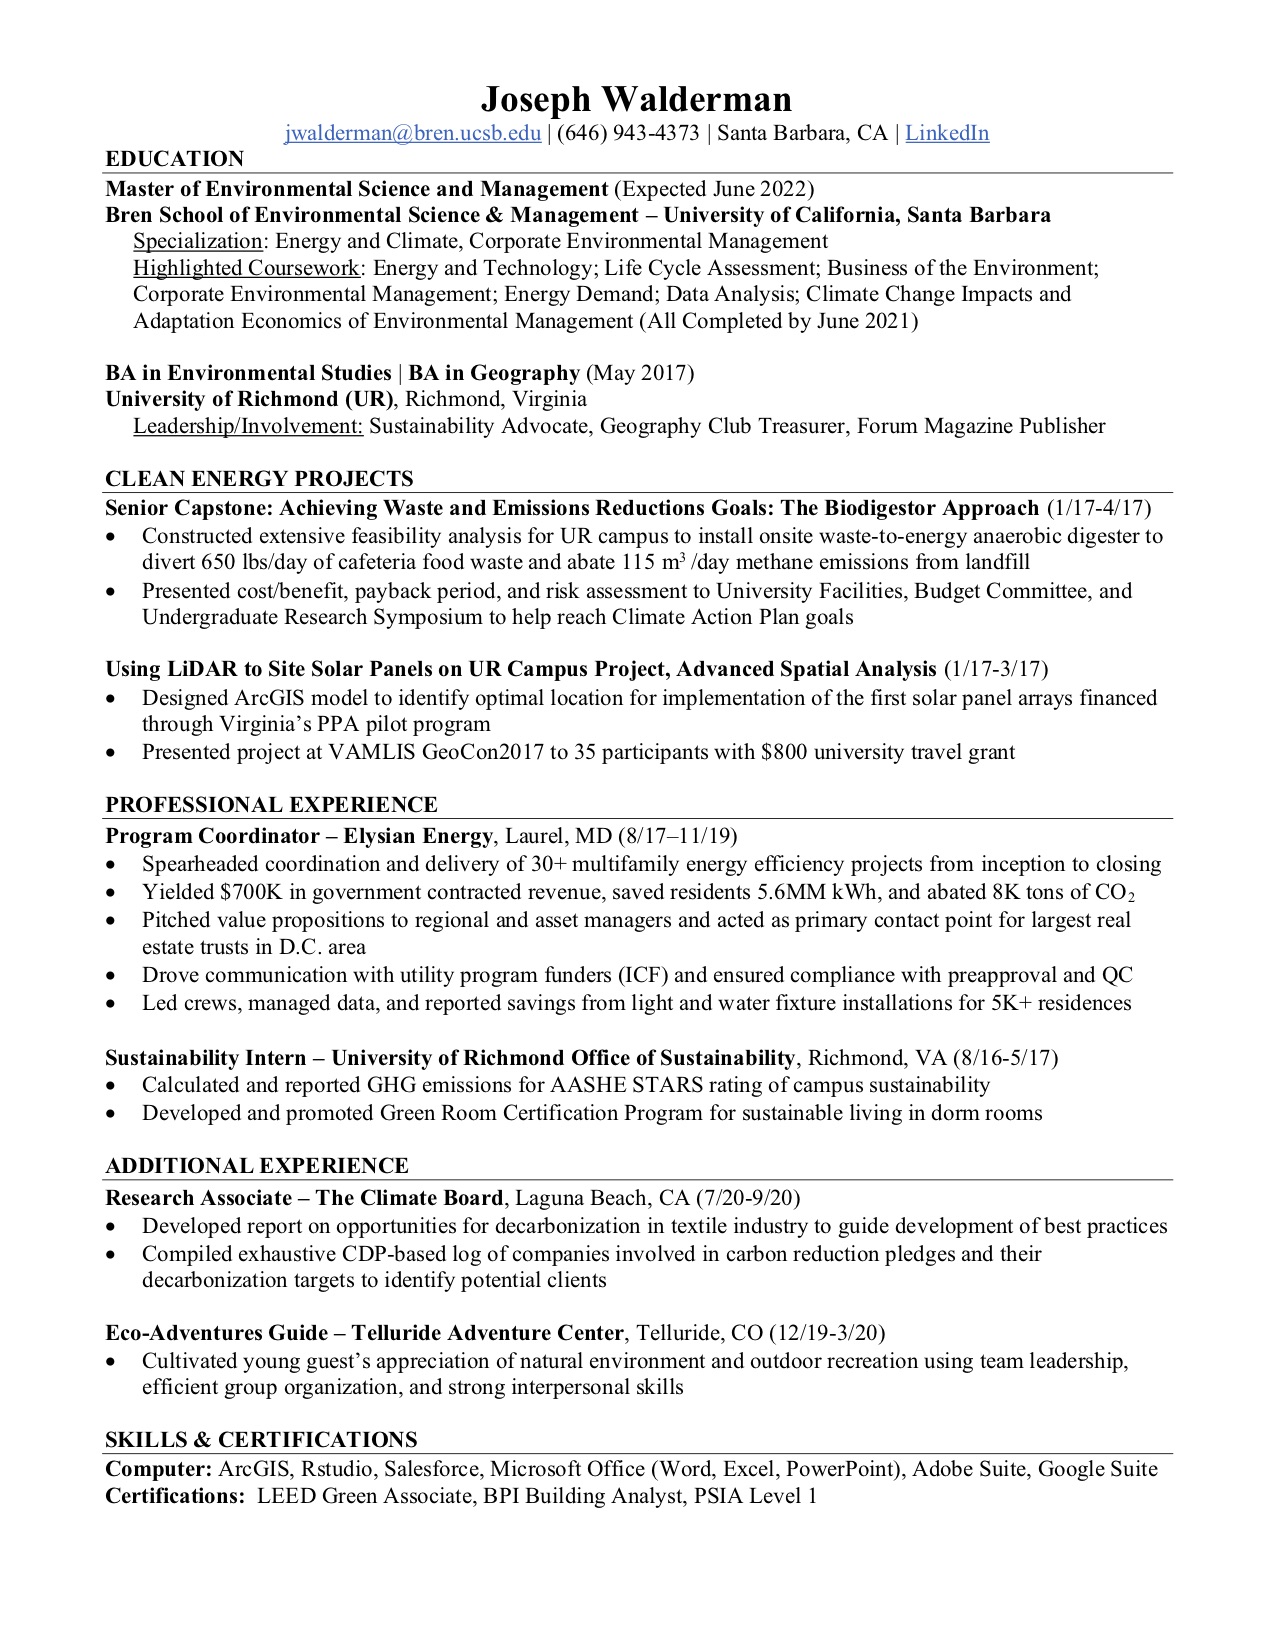 Joseph Walderman
jwalderman@bren.ucsb.edu | (646) 943-4373 | Santa Barbara, CA | LinkedIn
EDUCATION
Master of Environmental Science and Management (Expected June 2022)
Bren School of Environmental Science & Management – University of California, Santa Barbara
Specialization: Energy and Climate, Corporate Environmental Management
Highlighted Coursework: Energy and Technology; Life Cycle Assessment; Business of the Environment;
Corporate Environmental Management; Energy Demand; Data Analysis; Climate Change Impacts and
Adaptation Economics of Environmental Management (All Completed by June 2021)
BA in Environmental Studies | BA in Geography (May 2017)
University of Richmond (UR), Richmond, Virginia
Leadership/Involvement: Sustainability Advocate, Geography Club Treasurer, Forum Magazine Publisher
CLEAN ENERGY PROJECTS
Senior Capstone: Achieving Waste and Emissions Reductions Goals: The Biodigestor Approach (1/17-4/17)
• Constructed extensive feasibility analysis for UR campus to install onsite waste-to-energy anaerobic digester to
divert 650 lbs/day of cafeteria food waste and abate 115 m³ /day methane emissions from landfill
• Presented cost/benefit, payback period, and risk assessment to University Facilities, Budget Committee, and
Undergraduate Research Symposium to help reach Climate Action Plan goals
Using LiDAR to Site Solar Panels on UR Campus Project, Advanced Spatial Analysis (1/17-3/17)
• Designed ArcGIS model to identify optimal location for implementation of the first solar panel arrays financed
through Virginia’s PPA pilot program
• Presented project at VAMLIS GeoCon2017 to 35 participants with $800 university travel grant
PROFESSIONAL EXPERIENCE
Program Coordinator – Elysian Energy, Laurel, MD (8/17–11/19)
• Spearheaded coordination and delivery of 30+ multifamily energy efficiency projects from inception to closing
• Yielded $700K in government contracted revenue, saved residents 5.6MM kWh, and abated 8K tons of CO₂
• Pitched value propositions to regional and asset managers and acted as primary contact point for largest real
estate trusts in D.C. area
• Drove communication with utility program funders (ICF) and ensured compliance with preapproval and QC
• Led crews, managed data, and reported savings from light and water fixture installations for 5K+ residences
Sustainability Intern – University of Richmond Office of Sustainability, Richmond, VA (8/16-5/17)
• Calculated and reported GHG emissions for AASHE STARS rating of campus sustainability
• Developed and promoted Green Room Certification Program for sustainable living in dorm rooms
ADDITIONAL EXPERIENCE
Research Associate – The Climate Board, Laguna Beach, CA (7/20-9/20)
• Developed report on opportunities for decarbonization in textile industry to guide development of best practices
• Compiled exhaustive CDP-based log of companies involved in carbon reduction pledges and their
decarbonization targets to identify potential clients
Eco-Adventures Guide – Telluride Adventure Center, Telluride, CO (12/19-3/20)
• Cultivated young guest’s appreciation of natural environment and outdoor recreation using team leadership,
efficient group organization, and strong interpersonal skills
SKILLS & CERTIFICATIONS
Computer: ArcGIS, Rstudio, Salesforce, Microsoft Office (Word, Excel, PowerPoint), Adobe Suite, Google Suite
Certifications: LEED Green Associate, BPI Building Analyst, PSIA Level 1